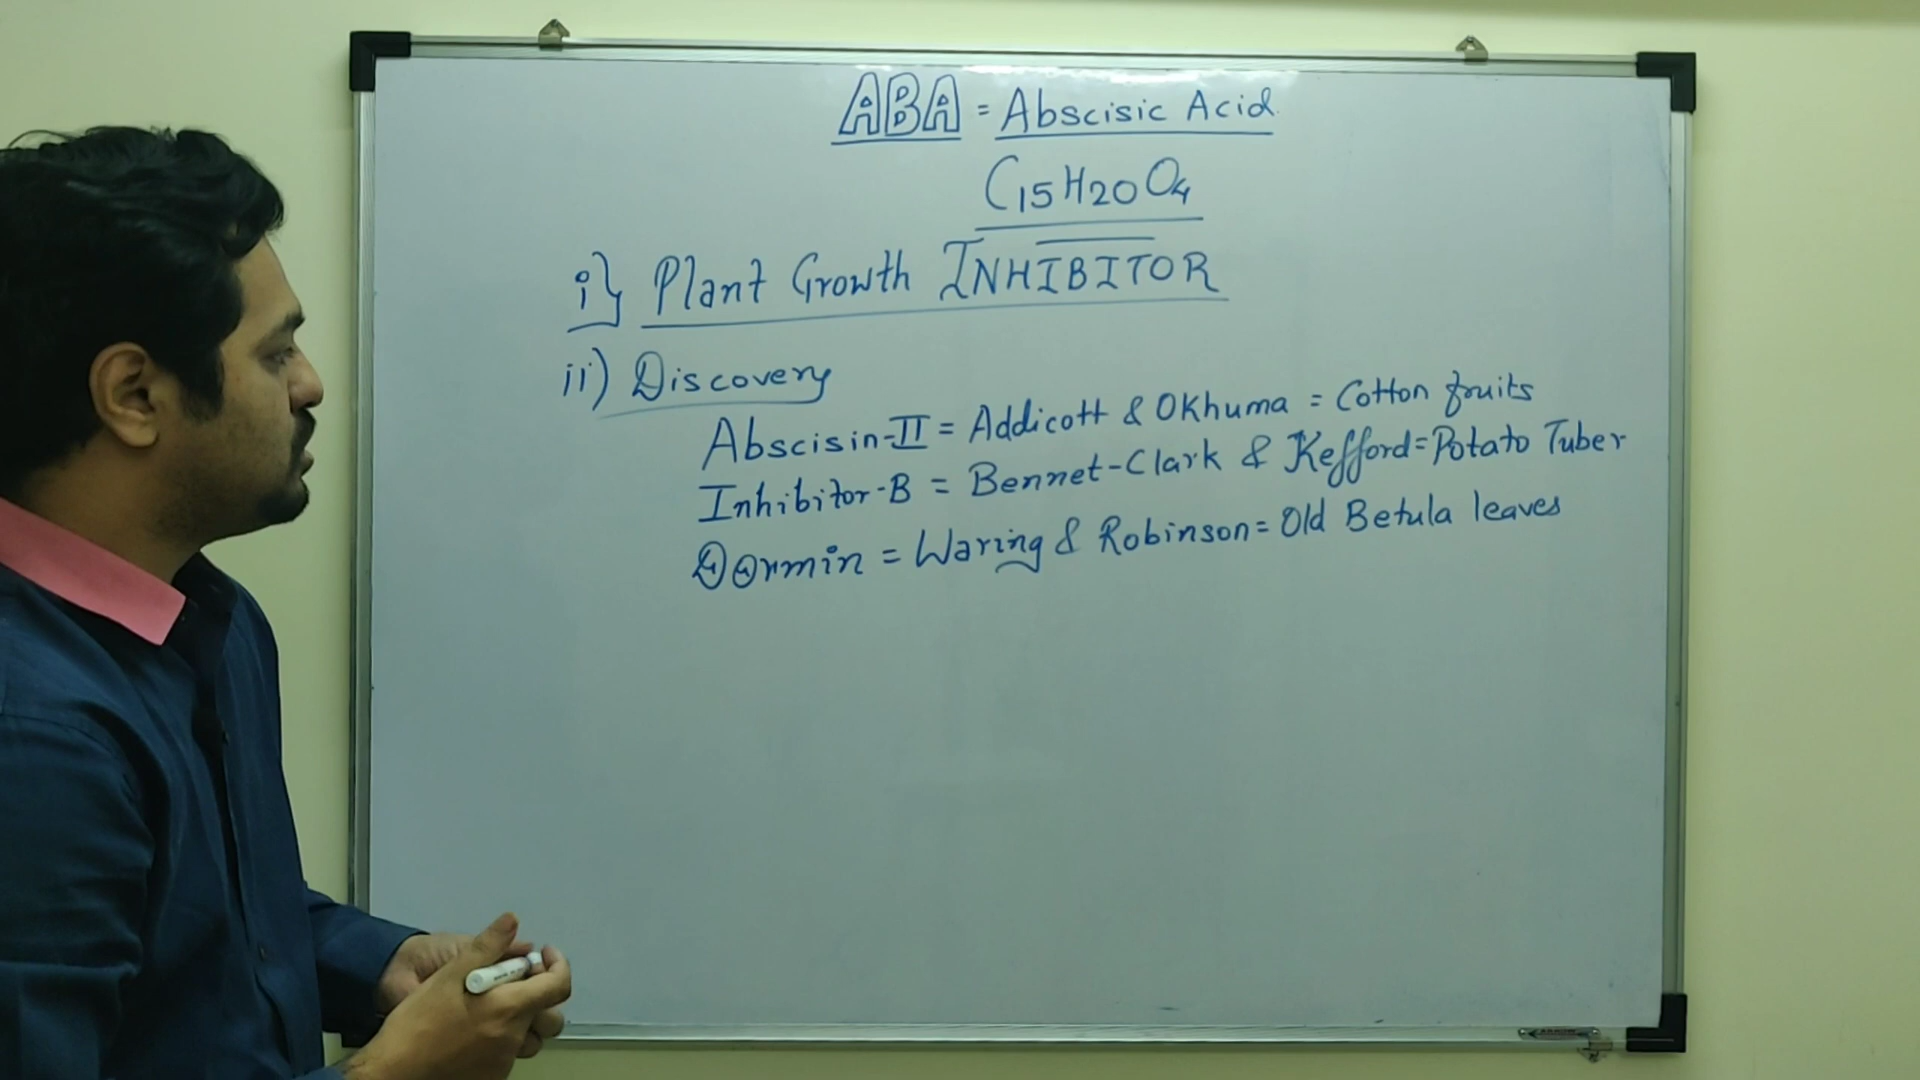 ABA = Abscisic Acid
C15H20O4
i) Plant Growth INHIBITOR
ii) Discovery
Abscisin-II = Addicott & Okhuma = Cotton fruits
Inhibitor-B = Bennet-Clark & Kefford = Potato Tuber
Dormin = Waring & Robinson = Old Betula leaves